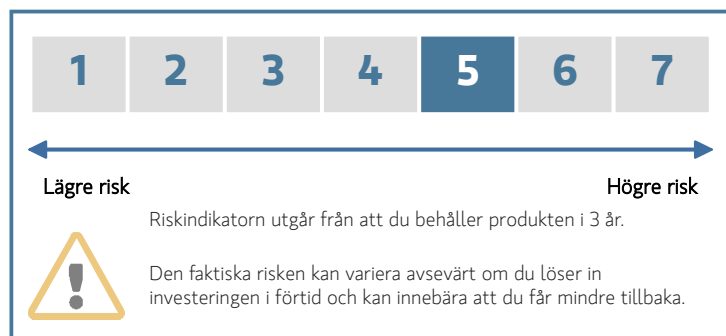 1 2 3 4 5 6 7
Lägre risk Högre risk
Riskindikatorn utgår från att du behåller produkten i 3 år.
Den faktiska risken kan variera avsevärt om du löser in
investeringen i förtid och kan innebära att du får mindre tillbaka.